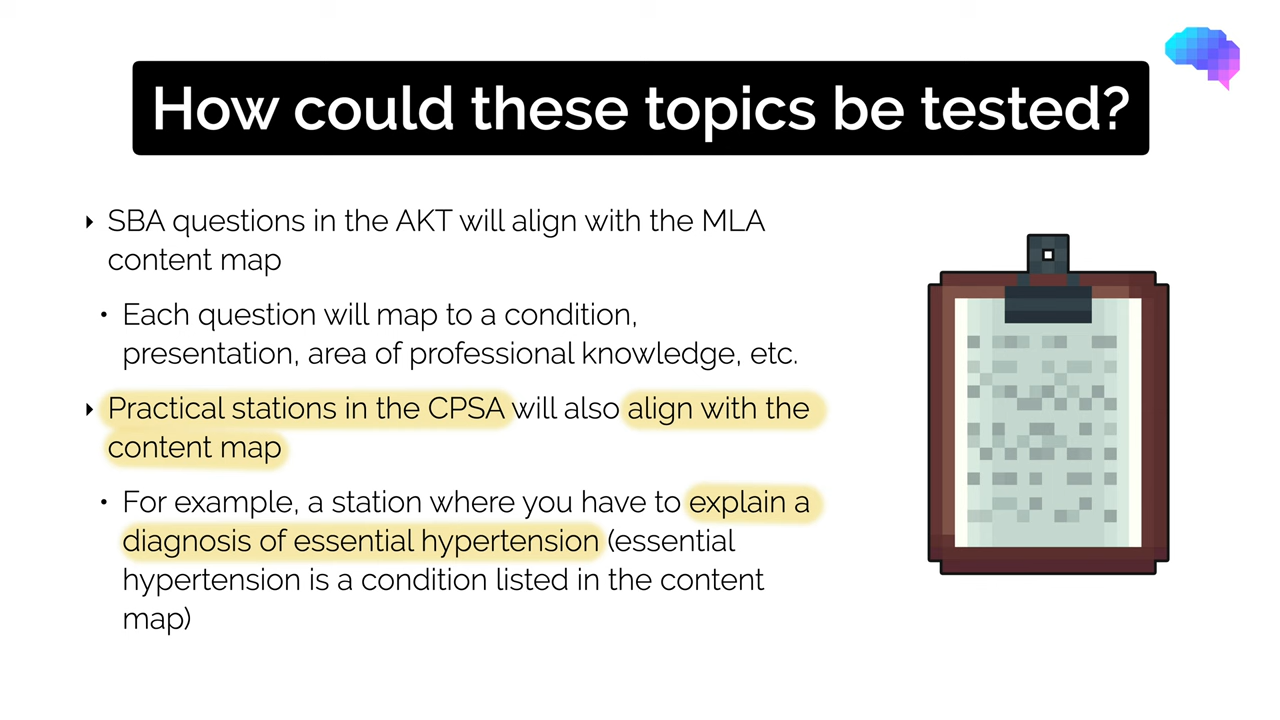 How could these topics be tested?
‣ SBA questions in the AKT will align with the MLA
content map
• Each question will map to a condition,
presentation, area of professional knowledge, etc.
‣ Practical stations in the CPSA will also align with the
content map
• For example, a station where you have to explain a
diagnosis of essential hypertension (essential
hypertension is a condition listed in the content
map)